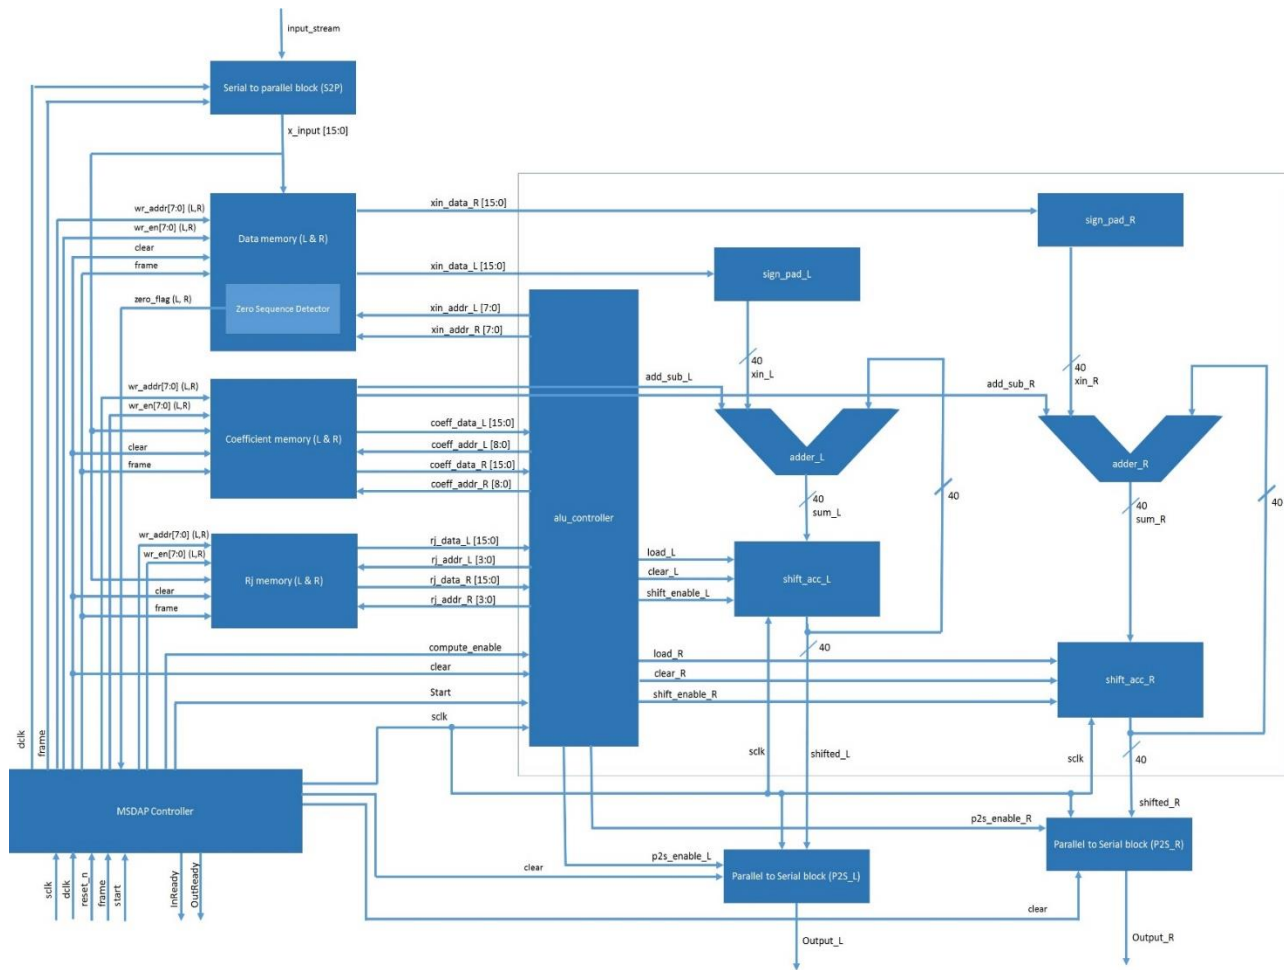 input_stream
Serial to parallel block (S2P)
x_input [15:0]
wr_addr[7:0] (L,R)
wr_en[7:0] (L,R)
clear
frame
zero_flag (L, R)
Data memory (L & R)
Zero Sequence Detector
xin_data_R [15:0]
xin_data_L [15:0]
xin_addr_L [7:0]
xin_addr_R [7:0]
sign_pad_R
sign_pad_L
40
xin_L
40
xin_R
wr_addr[7:0] (L,R)
wr_en[7:0] (L,R)
clear
frame
Coefficient memory (L & R)
add_sub_L
add_sub_R
coeff_data_L [15:0]
coeff_addr_L [8:0]
coeff_data_R [15:0]
coeff_addr_R [8:0]
adder_L
adder_R
40
sum_L
40
40
sum_R
40
alu_controller
wr_addr[7:0] (L,R)
wr_en[7:0] (L,R)
clear
frame
Rj memory (L & R)
rj_data_L [15:0]
rj_addr_L [3:0]
rj_data_R [15:0]
rj_addr_R [3:0]
load_L
clear_L
shift_enable_L
shift_acc_L
40
compute_enable
clear
Start
sclk
load_R
clear_R
shift_enable_R
shift_acc_R
40
dclk
frame
sclk
shifted_L
sclk
shifted_R
MSDAP Controller
p2s_enable_R
p2s_enable_L
clear
clear
Parallel to Serial block (P2S_L)
Parallel to Serial block (P2S_R)
sclk
dclk
reset_n
frame
start
InReady
OutReady
Output_L
Output_R